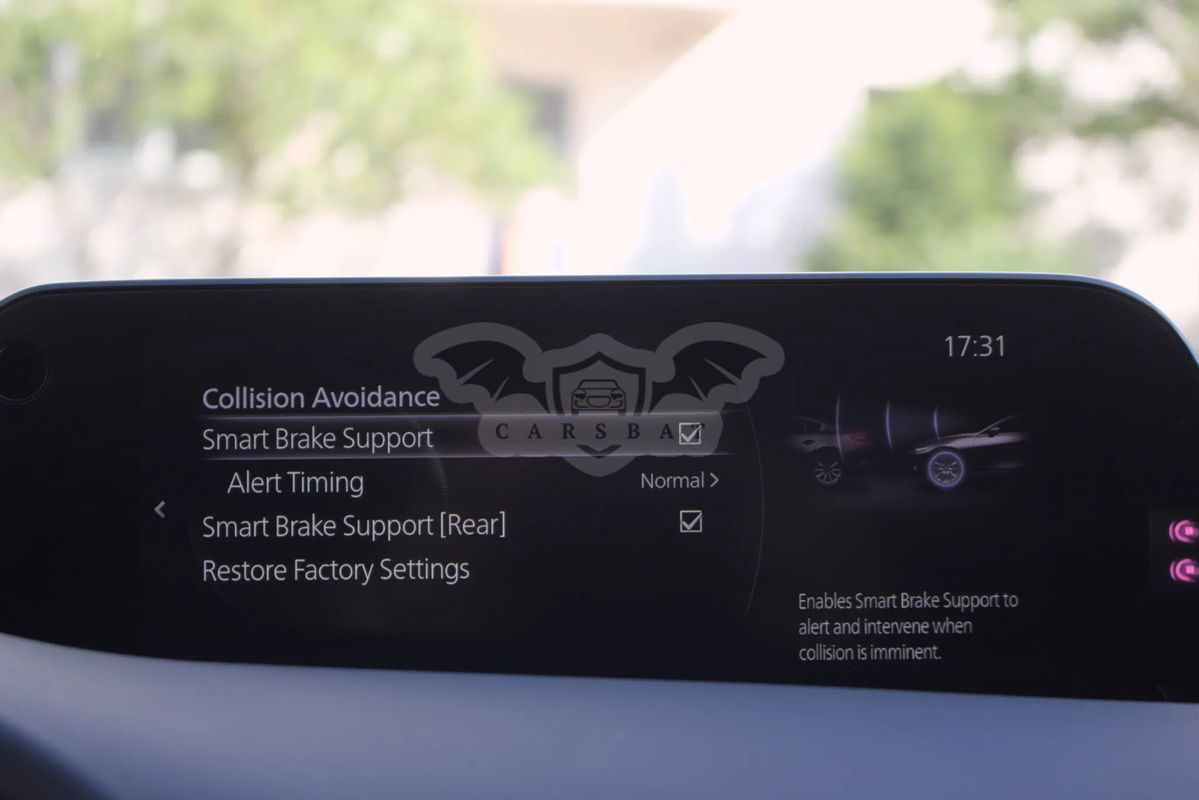 17:31
Collision Avoidance
Smart Brake Support
Alert Timing Normal >
Smart Brake Support [Rear]
Restore Factory Settings
CARSBAT
Enables Smart Brake Support to
alert and intervene when
collision is imminent.